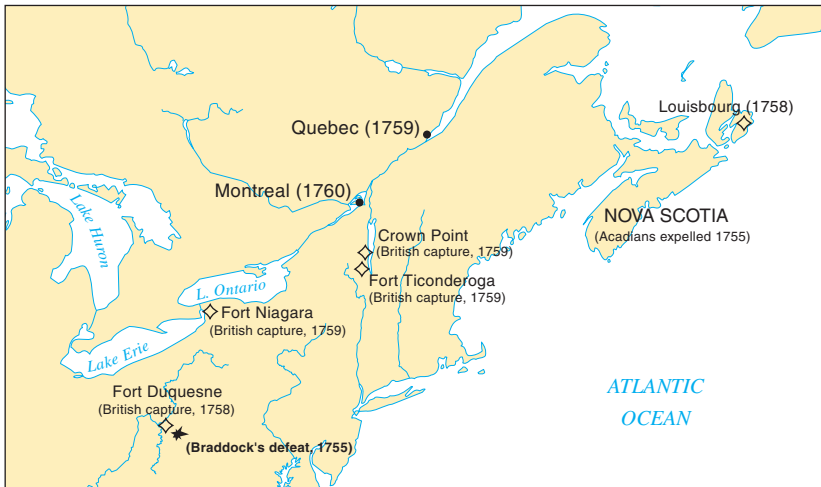 Louisbourg (1758)
Quebec (1759)
Montreal (1760)
Lake Huron
NOVA SCOTIA
(Acadians expelled 1755)
Crown Point
(British capture, 1759)
Fort Ticonderoga
(British capture, 1759)
L. Ontario
Fort Niagara
(British capture, 1759)
Lake Erie
Fort Duquesne
(British capture, 1758)
(Braddock's defeat, 1755)
ATLANTIC
OCEAN